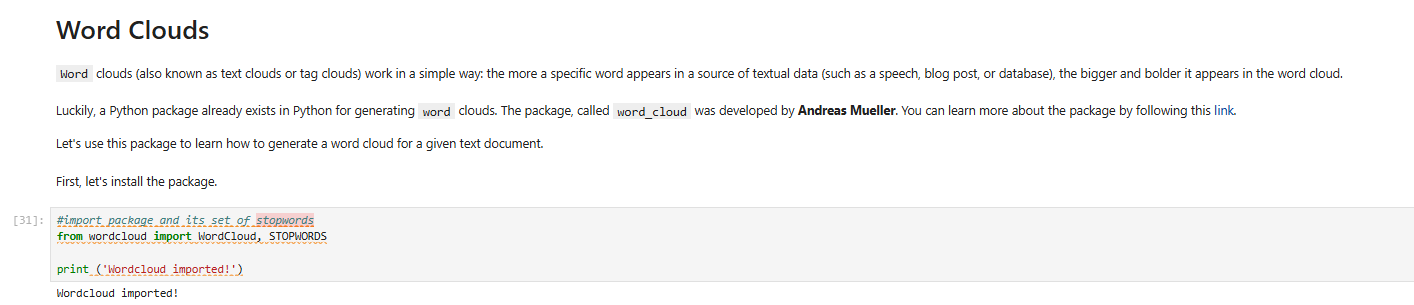 Word Clouds
Word clouds (also known as text clouds or tag clouds) work in a simple way: the more a specific word appears in a source of textual data (such as a speech, blog post, or database), the bigger and bolder it appears in the word cloud.
Luckily, a Python package already exists in Python for generating word clouds. The package, called word_cloud was developed by Andreas Mueller. You can learn more about the package by following this link.
Let's use this package to learn how to generate a word cloud for a given text document.
First, let's install the package.
[31]: #import package and its set of stopwords
from wordcloud import WordCloud, STOPWORDS
print ('Wordcloud imported!')
Wordcloud imported!